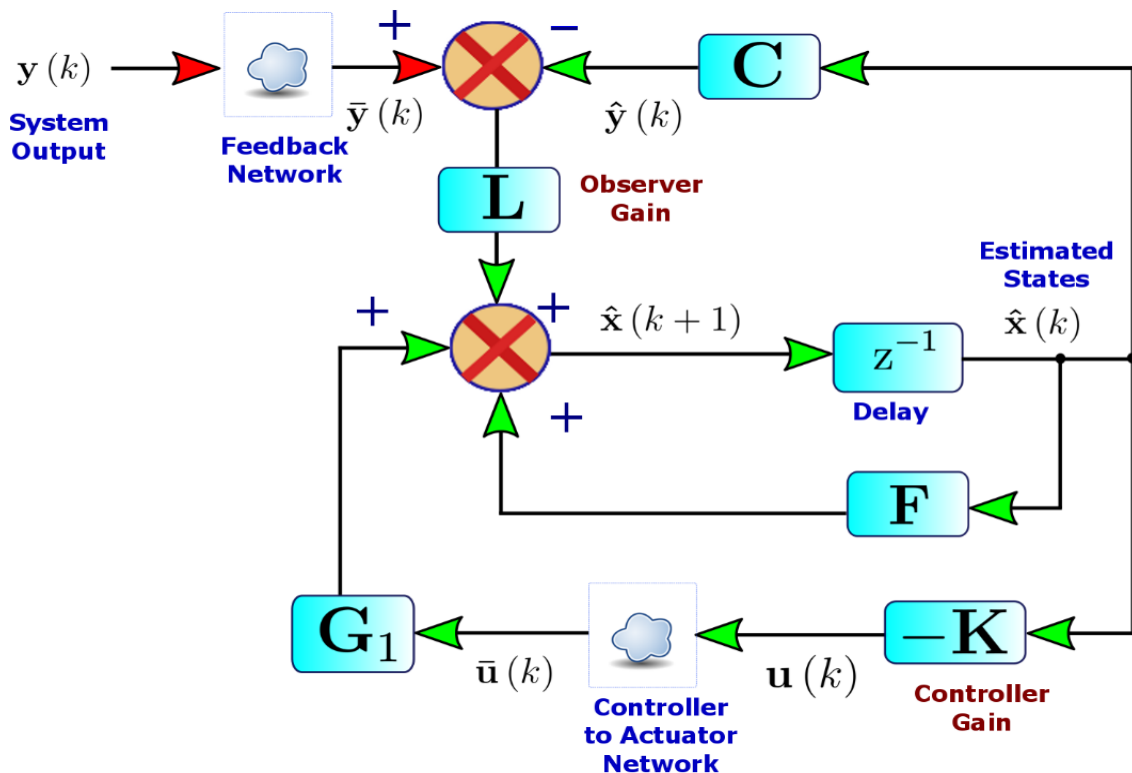 +
−
y (k)
C
ȳ (k)
ŷ (k)
System
Output
Feedback
Network
L
Observer
Gain
Estimated
States
+
+
x̂ (k + 1)
x̂ (k)
z⁻¹
Delay
+
F
G₁
−K
ū (k)
u (k)
Controller
to Actuator
Network
Controller
Gain